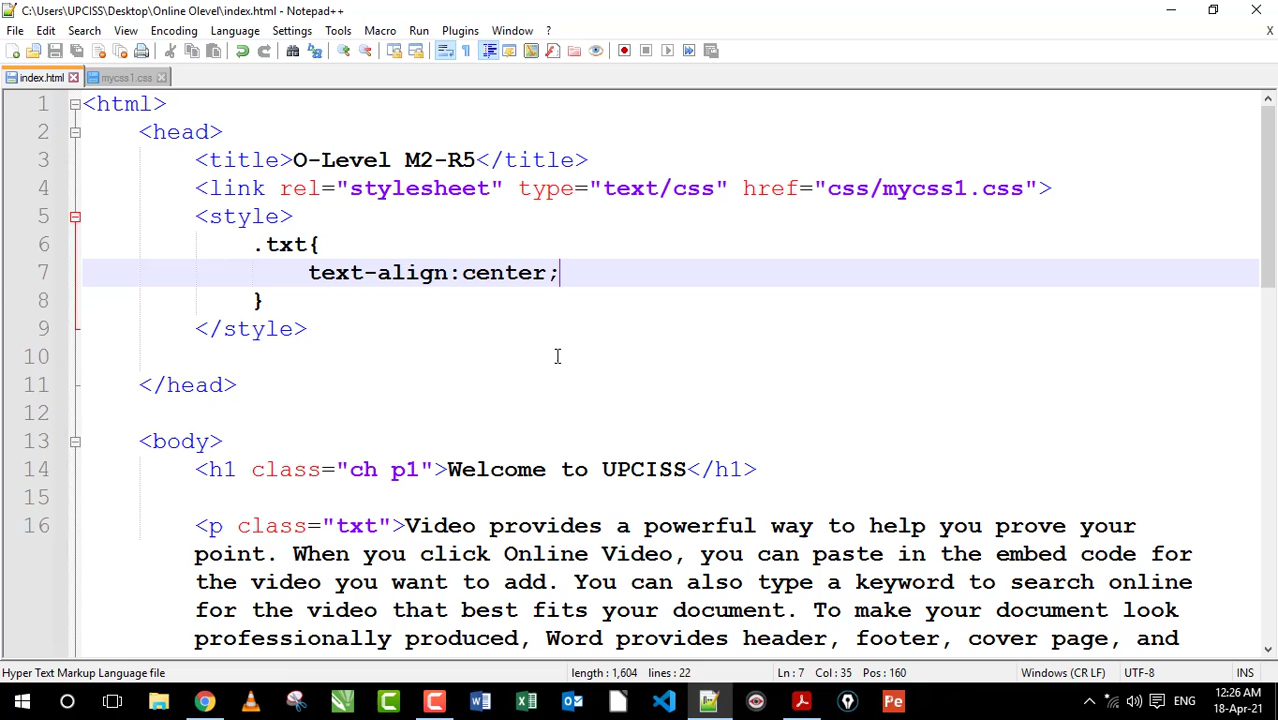 C:\Users\UPCISS\Desktop\Online Olevel\index.html - Notepad++
File Edit Search View Encoding Language Settings Tools Macro Run Plugins Window ? X
index.html mycss1.css
1 <html>
2 <head>
3 <title>O-Level M2-R5</title>
4 <link rel="stylesheet" type="text/css" href="css/mycss1.css">
5 <style>
6 .txt{
7 text-align:center;
8 }
9 </style>
10
11 </head>
12
13 <body>
14 <h1 class="ch p1">Welcome to UPCISS</h1>
15
16 <p class="txt">Video provides a powerful way to help you prove your
point. When you click Online Video, you can paste in the embed code for
the video you want to add. You can also type a keyword to search online
for the video that best fits your document. To make your document look
professionally produced, Word provides header, footer, cover page, and
Hyper Text Markup Language file length : 1,604 lines : 22 Ln : 7 Col : 35 Pos : 160 Windows (CR LF) UTF-8 INS
ENG 12:26 AM
18-Apr-21